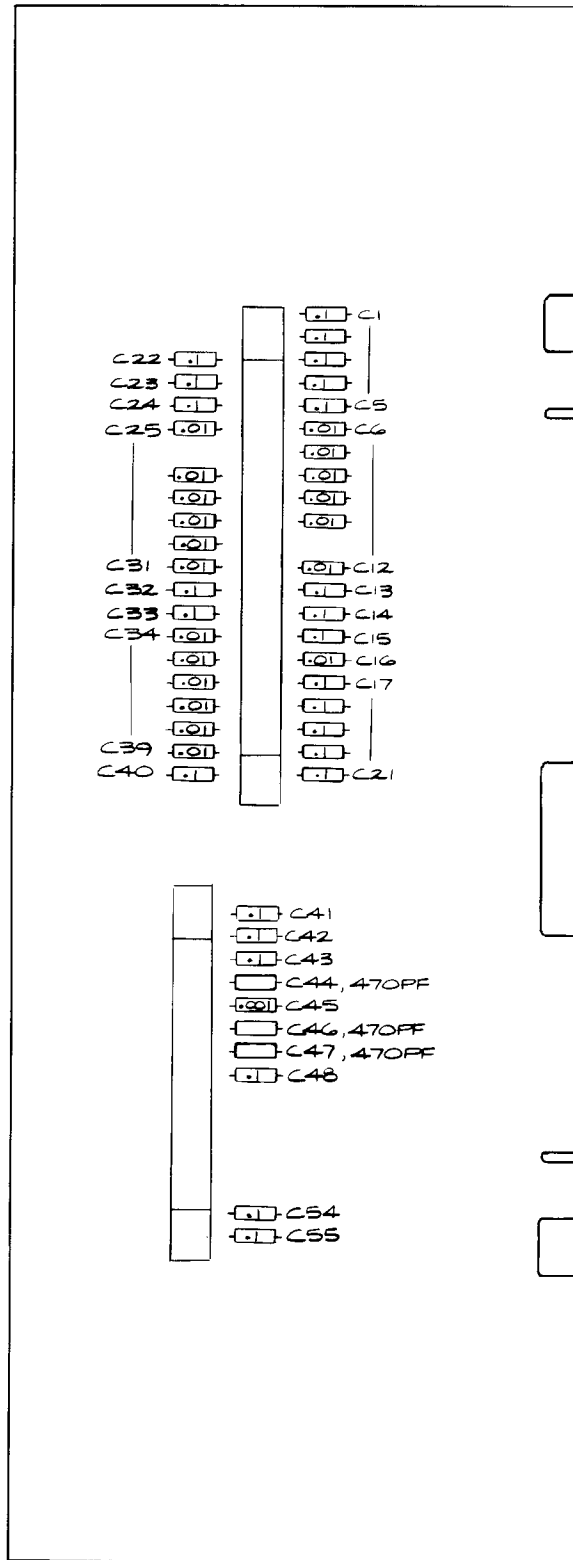 .1 C1
.1
C22 .1 .1
C23 .1 .1
C24 .1 .1 C5
C25 .01 .01 C6
.01
.01 .01
.01 .01
.01 .01
.01
C31 .01 .01 C12
C32 .1 .1 C13
C33 .1 .1 C14
C34 .01 .1 C15
.01 .01 C16
.01 .1 C17
.01 .1
.01 .1
C39 .01 .1
C40 .1 .1 C21
.1 C41
.1 C42
.1 C43
C44, 470PF
.001 C45
C46, 470PF
C47, 470PF
.1 C48
.1 C54
.1 C55